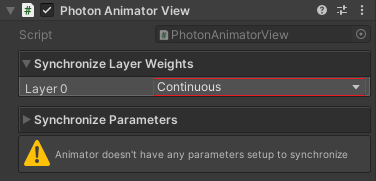 Photon Animator View
Script
PhotonAnimatorView
Synchronize Layer Weights
Layer 0
Continuous
Synchronize Parameters
Animator doesn't have any parameters setup to synchronize